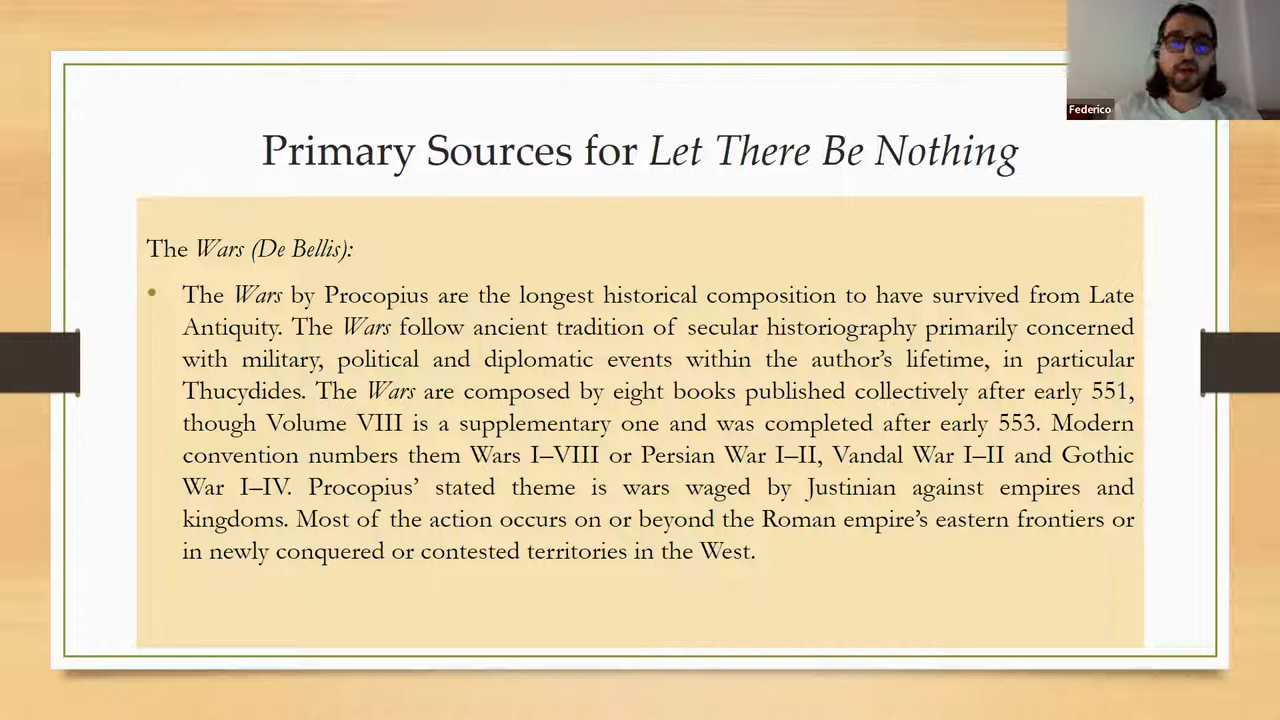 Federico
Primary Sources for Let There Be Nothing
The Wars (De Bellis):
• The Wars by Procopius are the longest historical composition to have survived from Late
Antiquity. The Wars follow ancient tradition of secular historiography primarily concerned
with military, political and diplomatic events within the author’s lifetime, in particular
Thucydides. The Wars are composed by eight books published collectively after early 551,
though Volume VIII is a supplementary one and was completed after early 553. Modern
convention numbers them Wars I–VIII or Persian War I–II, Vandal War I–II and Gothic
War I–IV. Procopius’ stated theme is wars waged by Justinian against empires and
kingdoms. Most of the action occurs on or beyond the Roman empire’s eastern frontiers or
in newly conquered or contested territories in the West.